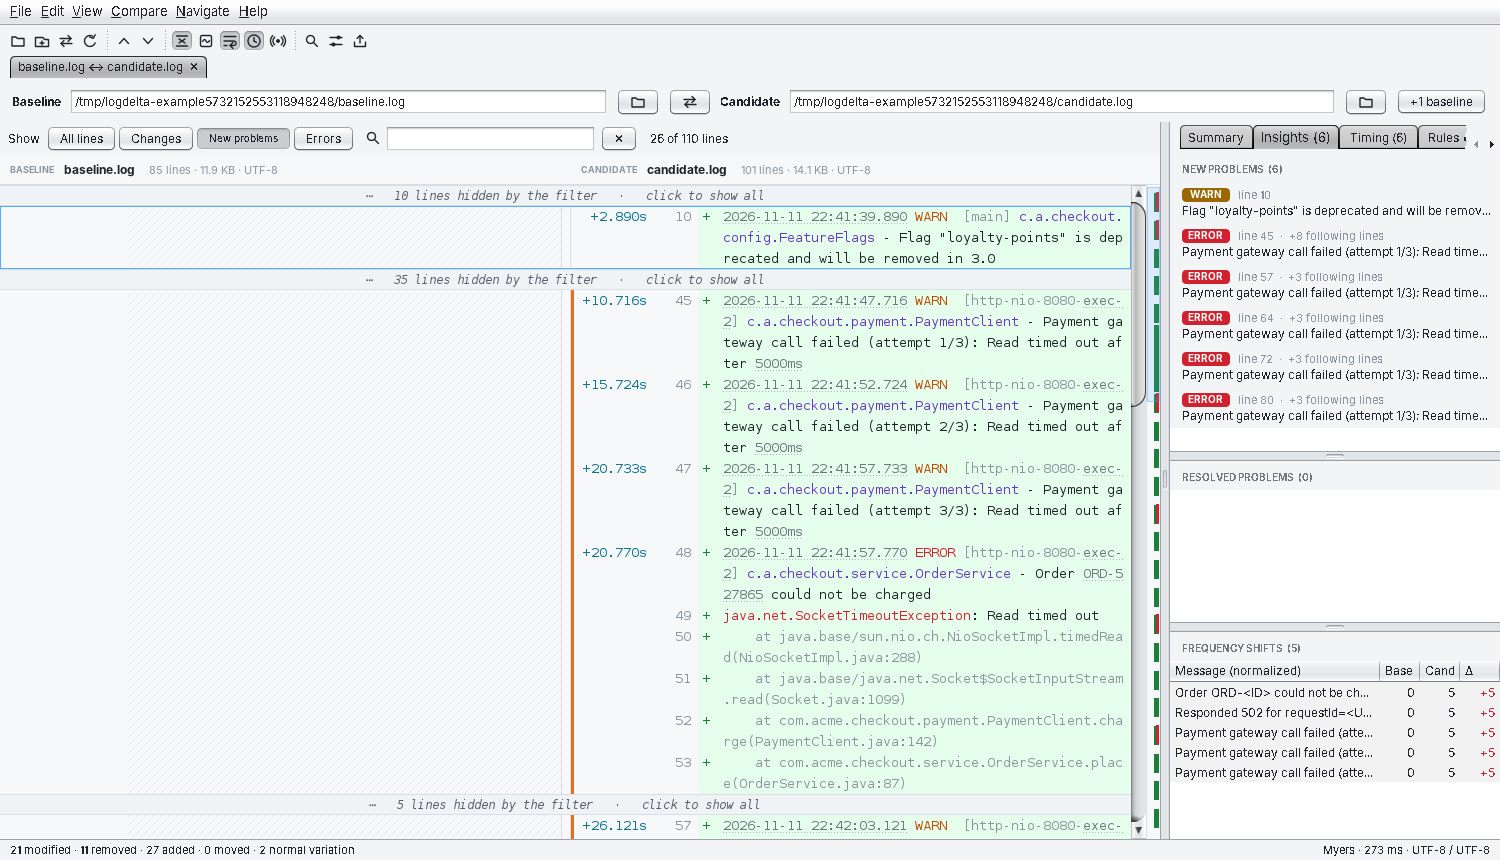 File Edit View Compare Navigate Help
baseline.log ↔ candidate.log ×
Baseline /tmp/logdelta-example5732152553118948248/baseline.log Candidate /tmp/logdelta-example5732152553118948248/candidate.log +1 baseline
Show All lines Changes New problems Errors × 26 of 110 lines
BASELINE baseline.log 85 lines · 11.9 KB · UTF-8 CANDIDATE candidate.log 101 lines · 14.1 KB · UTF-8
⋯ 10 lines hidden by the filter · click to show all
+2.890s 10 + 2026-11-11 22:41:39.890 WARN [main] c.a.checkout.
config.FeatureFlags - Flag "loyalty-points" is dep
recated and will be removed in 3.0
⋯ 35 lines hidden by the filter · click to show all
+10.716s 45 + 2026-11-11 22:41:47.716 WARN [http-nio-8080-exec-
2] c.a.checkout.payment.PaymentClient - Payment ga
teway call failed (attempt 1/3): Read timed out af
ter 5000ms
+15.724s 46 + 2026-11-11 22:41:52.724 WARN [http-nio-8080-exec-
2] c.a.checkout.payment.PaymentClient - Payment ga
teway call failed (attempt 2/3): Read timed out af
ter 5000ms
+20.733s 47 + 2026-11-11 22:41:57.733 WARN [http-nio-8080-exec-
2] c.a.checkout.payment.PaymentClient - Payment ga
teway call failed (attempt 3/3): Read timed out af
ter 5000ms
+20.770s 48 + 2026-11-11 22:41:57.770 ERROR [http-nio-8080-exec-
2] c.a.checkout.service.OrderService - Order ORD-5
27865 could not be charged
49 + java.net.SocketTimeoutException: Read timed out
50 + at java.base/sun.nio.ch.NioSocketImpl.timedRea
d(NioSocketImpl.java:288)
51 + at java.base/java.net.Socket$SocketInputStream
.read(Socket.java:1099)
52 + at com.acme.checkout.payment.PaymentClient.cha
rge(PaymentClient.java:142)
53 + at com.acme.checkout.service.OrderService.plac
e(OrderService.java:87)
⋯ 5 lines hidden by the filter · click to show all
+26.121s 57 + 2026-11-11 22:42:03.121 WARN [http-nio-8080-exec-
Summary Insights (6) Timing (6) Rules
NEW PROBLEMS (6)
WARN line 10
Flag "loyalty-points" is deprecated and will be remov...
ERROR line 45 · +8 following lines
Payment gateway call failed (attempt 1/3): Read time...
ERROR line 57 · +3 following lines
Payment gateway call failed (attempt 1/3): Read time...
ERROR line 64 · +3 following lines
Payment gateway call failed (attempt 1/3): Read time...
ERROR line 72 · +3 following lines
Payment gateway call failed (attempt 1/3): Read time...
ERROR line 80 · +3 following lines
Payment gateway call failed (attempt 1/3): Read time...
RESOLVED PROBLEMS (0)
FREQUENCY SHIFTS (5)
Message (normalized) Base Cand Δ
Order ORD-<ID> could not be ch... 0 5 +5
Responded 502 for requestId=<U... 0 5 +5
Payment gateway call failed (atte... 0 5 +5
Payment gateway call failed (atte... 0 5 +5
Payment gateway call failed (atte... 0 5 +5
21 modified · 11 removed · 27 added · 0 moved · 2 normal variation Myers · 273 ms · UTF-8 / UTF-8